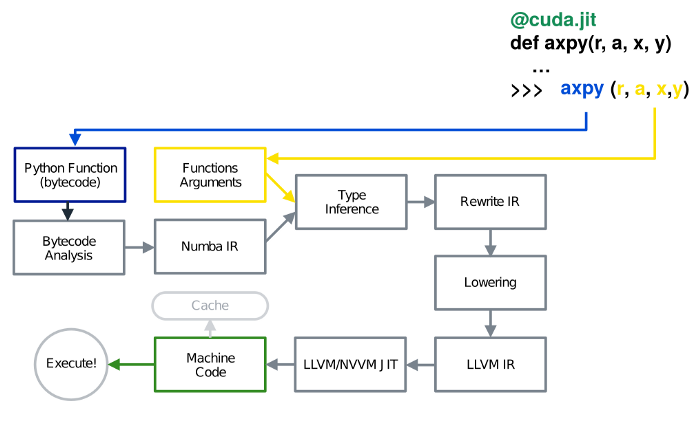 @cuda.jit
def axpy(r, a, x, y)
...
>>> axpy (r, a, x,y)
Python Function
(bytecode)
Functions
Arguments
Type
Inference
Rewrite IR
Bytecode
Analysis
Numba IR
Lowering
Cache
Execute!
Machine
Code
LLVM/NVVM JIT
LLVM IR